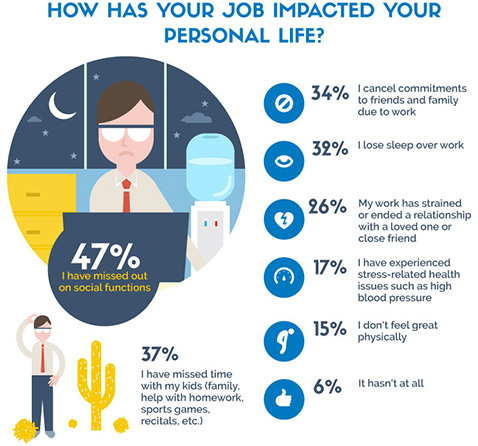 HOW HAS YOUR JOB IMPACTED YOUR
PERSONAL LIFE?
47%
I have missed out
on social functions
37%
I have missed time
with my kids (family,
help with homework,
sports games,
recitals, etc.)
34%
I cancel commitments
to friends and family
due to work
32%
I lose sleep over work
26%
My work has strained
or ended a relationship
with a loved one or
close friend
17%
I have experienced
stress-related health
issues such as high
blood pressure
15%
I don't feel great
physically
6%
It hasn't at all